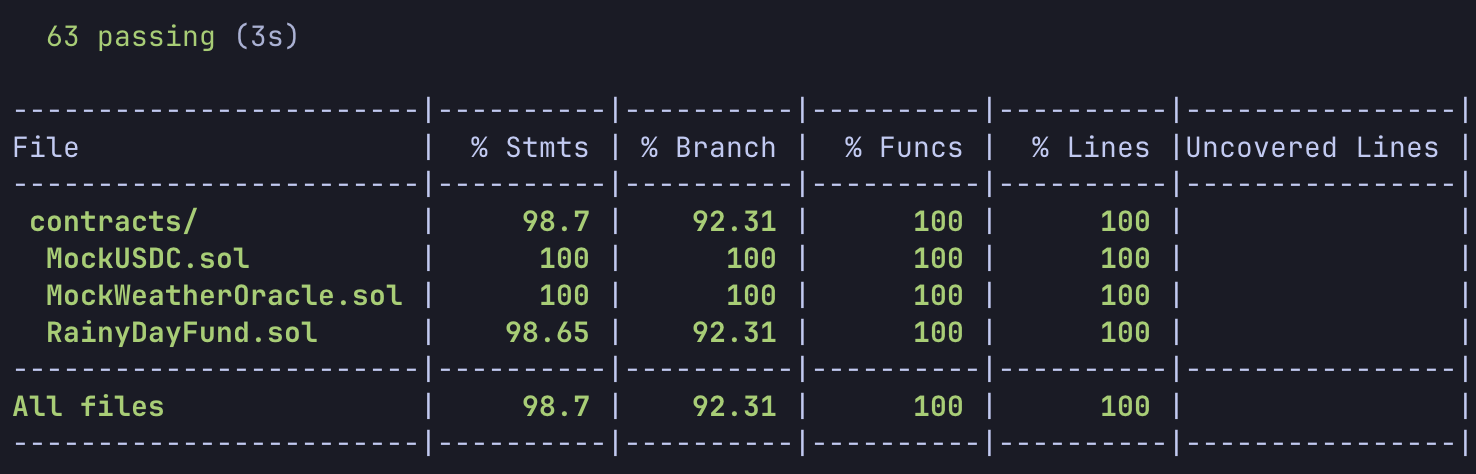 63 passing (3s)
------------------------|----------|----------|----------|----------|----------------|
File                    |  % Stmts | % Branch |  % Funcs |  % Lines |Uncovered Lines |
------------------------|----------|----------|----------|----------|----------------|
 contracts/             |     98.7 |    92.31 |      100 |      100 |                |
  MockUSDC.sol          |      100 |      100 |      100 |      100 |                |
  MockWeatherOracle.sol |      100 |      100 |      100 |      100 |                |
  RainyDayFund.sol      |    98.65 |    92.31 |      100 |      100 |                |
------------------------|----------|----------|----------|----------|----------------|
All files               |     98.7 |    92.31 |      100 |      100 |                |
------------------------|----------|----------|----------|----------|----------------|